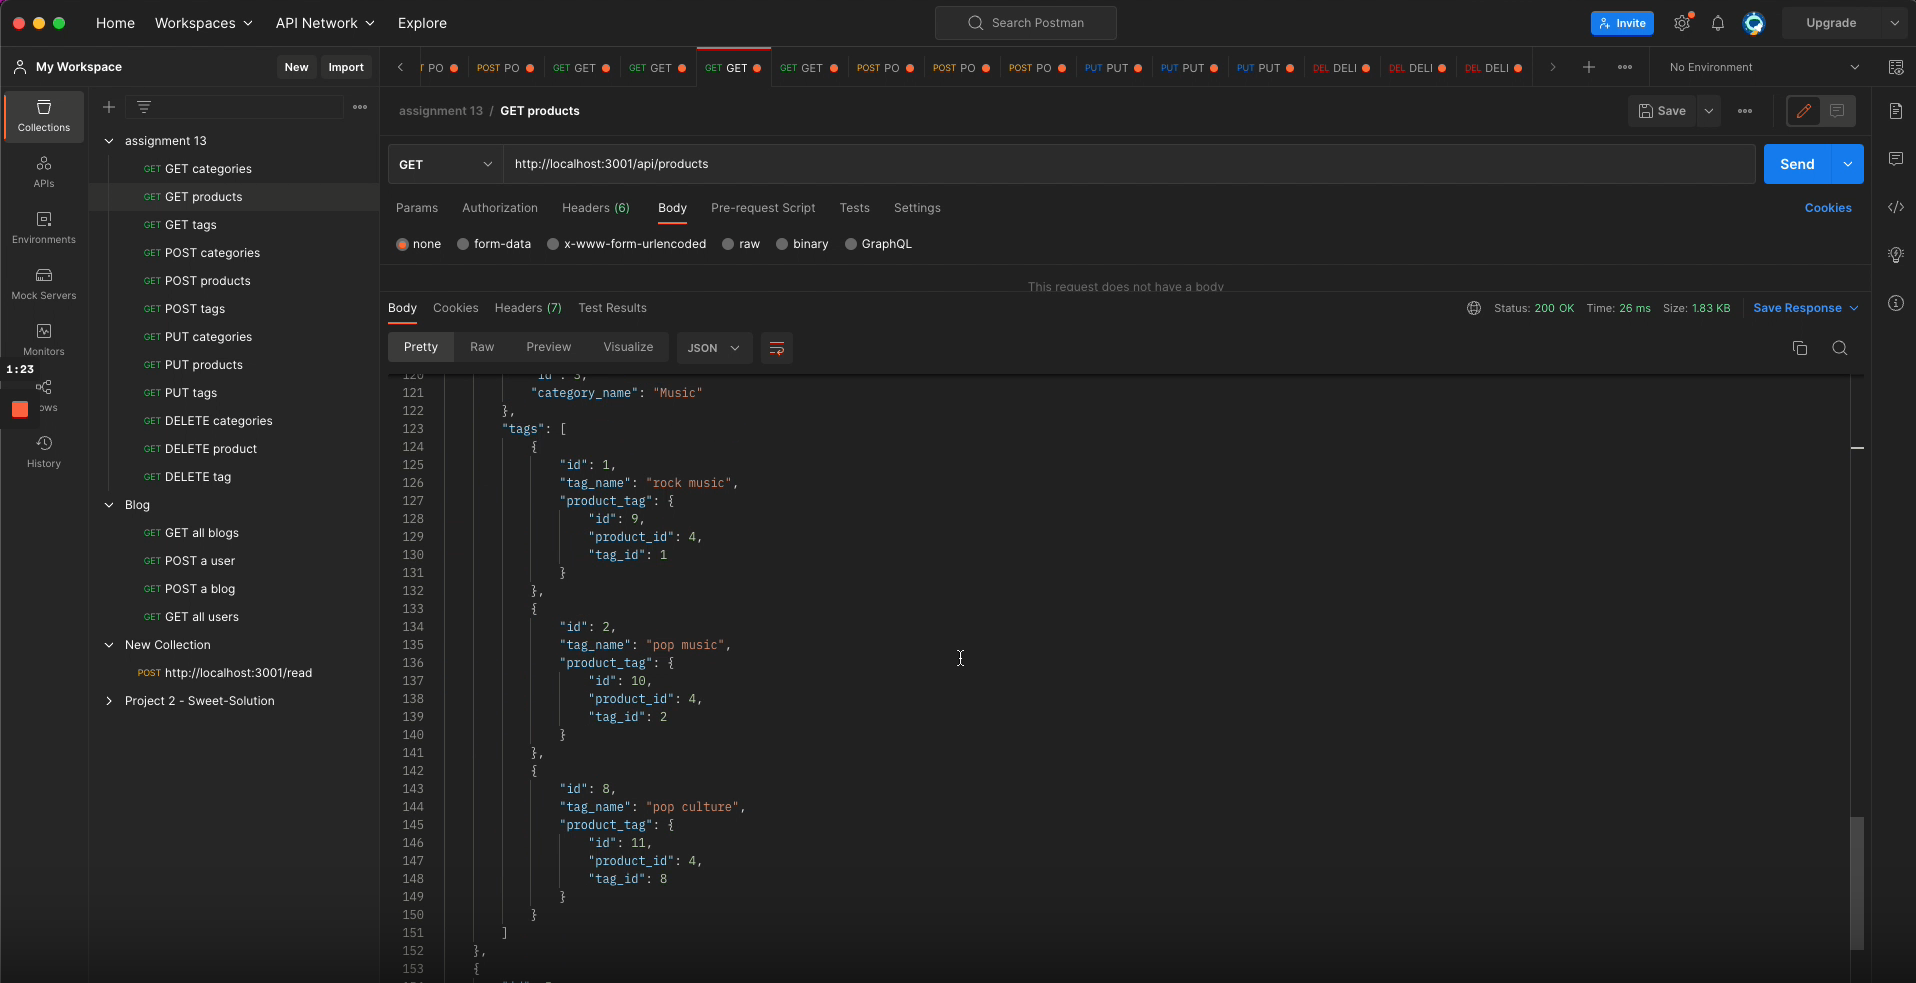 Home Workspaces API Network Explore Search Postman Invite Upgrade
My Workspace New Import PO POST PO GET GET GET GET GET GET GET GET POST PO POST PO POST PO PUT PUT PUT PUT PUT PUT DEL DELI DEL DELI DEL DELI No Environment
Collections
APIs
Environments
Mock Servers
Monitors
1:23
ows
History
assignment 13
GET GET categories
GET GET products
GET GET tags
GET POST categories
GET POST products
GET POST tags
GET PUT categories
GET PUT products
GET PUT tags
GET DELETE categories
GET DELETE product
GET DELETE tag
Blog
GET GET all blogs
GET POST a user
GET POST a blog
GET GET all users
New Collection
POST http://localhost:3001/read
Project 2 - Sweet-Solution
assignment 13 / GET products Save
GET http://localhost:3001/api/products Send
Params Authorization Headers (6) Body Pre-request Script Tests Settings Cookies
none form-data x-www-form-urlencoded raw binary GraphQL
This request does not have a body
Body Cookies Headers (7) Test Results Status: 200 OK Time: 26 ms Size: 1.83 KB Save Response
Pretty Raw Preview Visualize JSON
120 "id": 3,
121 "category_name": "Music"
122 },
123 "tags": [
124 {
125 "id": 1,
126 "tag_name": "rock music",
127 "product_tag": {
128 "id": 9,
129 "product_id": 4,
130 "tag_id": 1
131 }
132 },
133 {
134 "id": 2,
135 "tag_name": "pop music",
136 "product_tag": {
137 "id": 10,
138 "product_id": 4,
139 "tag_id": 2
140 }
141 },
142 {
143 "id": 8,
144 "tag_name": "pop culture",
145 "product_tag": {
146 "id": 11,
147 "product_id": 4,
148 "tag_id": 8
149 }
150 }
151 ]
152 },
153 {